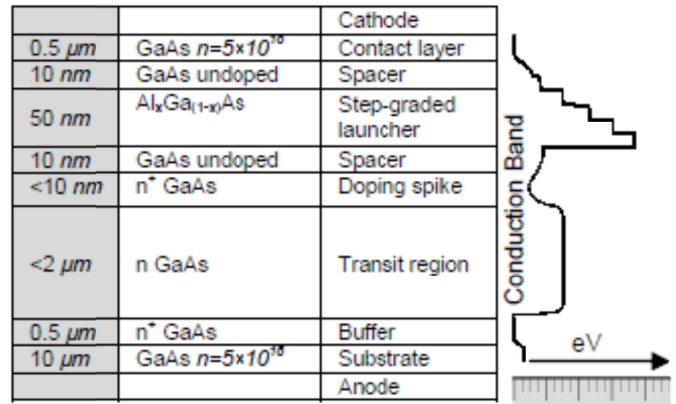 Cathode
0.5 µm GaAs n=5×10¹⁸ Contact layer
10 nm GaAs undoped Spacer
50 nm AlₓGa₍₁₋ₓ₎As Step-graded
launcher
10 nm GaAs undoped Spacer
<10 nm n⁺ GaAs Doping spike
<2 µm n GaAs Transit region
0.5 µm n⁺ GaAs Buffer
10 µm GaAs n=5×10¹⁸ Substrate
Anode
Conduction Band
eV